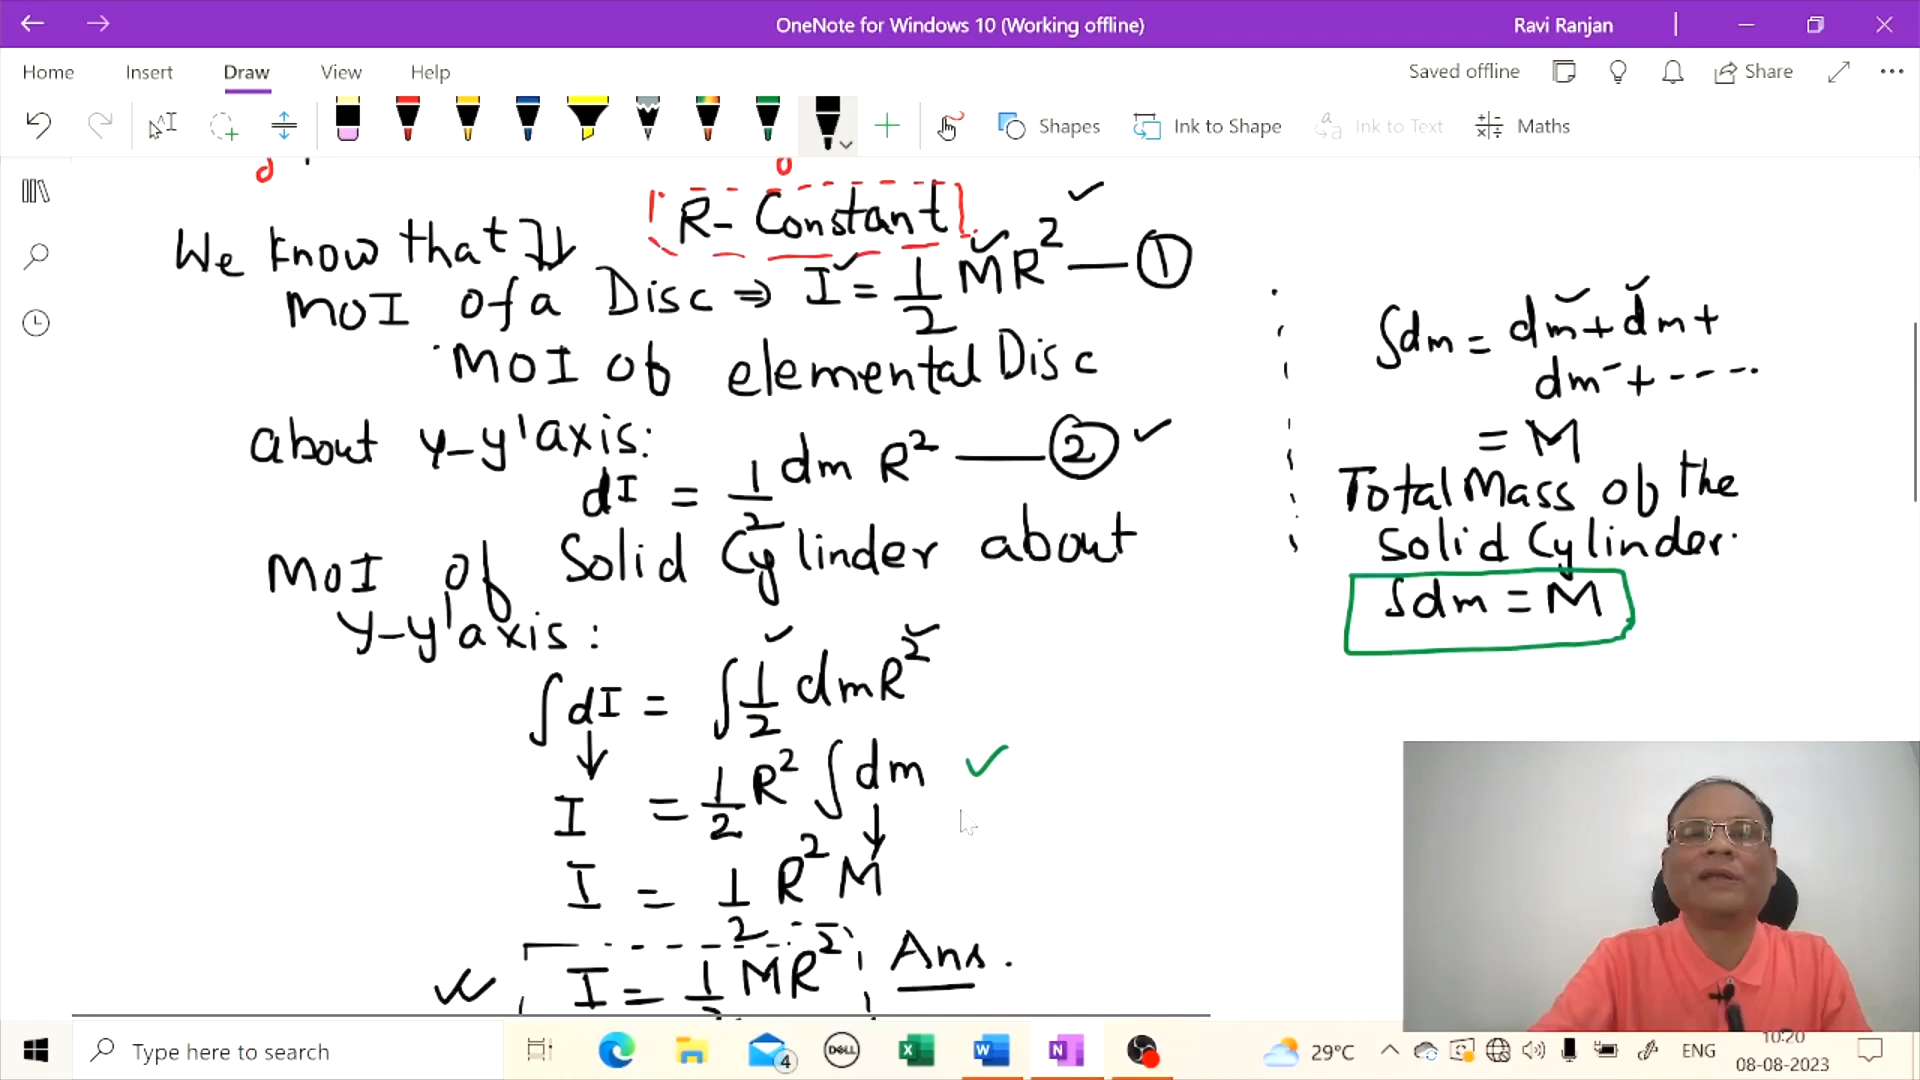 OneNote for Windows 10 (Working offline)
Ravi Ranjan
Home Insert Draw View Help
Saved offline
Share
Shapes
Ink to Shape
Ink to Text
Maths
R- Constant
We know that
MOI of a Disc ⇒ I = 1/2 MR² — ①
MOI of elemental Disc
about y-y' axis:
dI = 1/2 dm R² — ②
MOI of Solid Cylinder about
y-y' axis:
∫dI = ∫1/2 dmR²
I = 1/2 R² ∫dm
I = 1/2 R² M
I = 1/2 MR² Ans.
∫dm = dm + dm +
dm + ----
= M
Total Mass of the
Solid Cylinder.
∫dm = M
Type here to search
4
DELL
29°C
ENG
10:20
08-08-2023